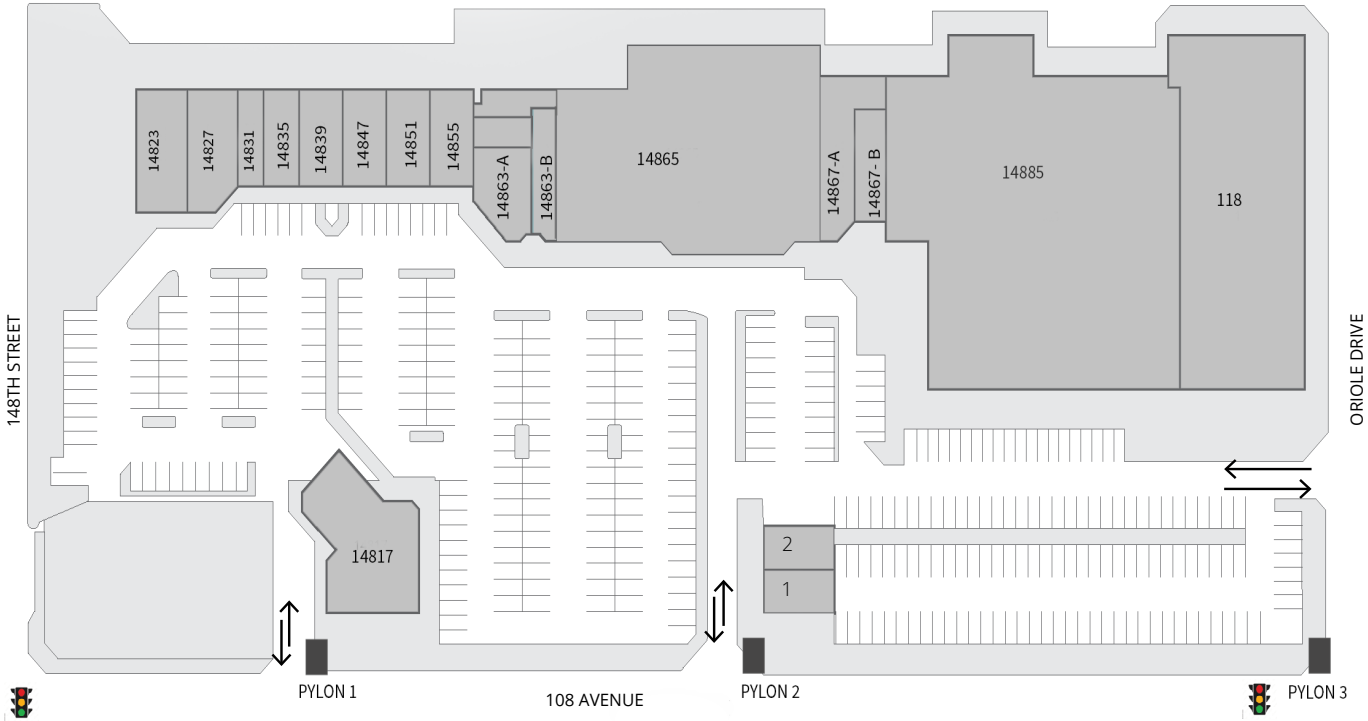 14823
14827
14831
14835
14839
14847
14851
14855
14863-A
14863-B
14865
14867-A
14867- B
14885
118
148TH STREET
ORIOLE DRIVE
14817
2
1
PYLON 1
PYLON 2
PYLON 3
108 AVENUE